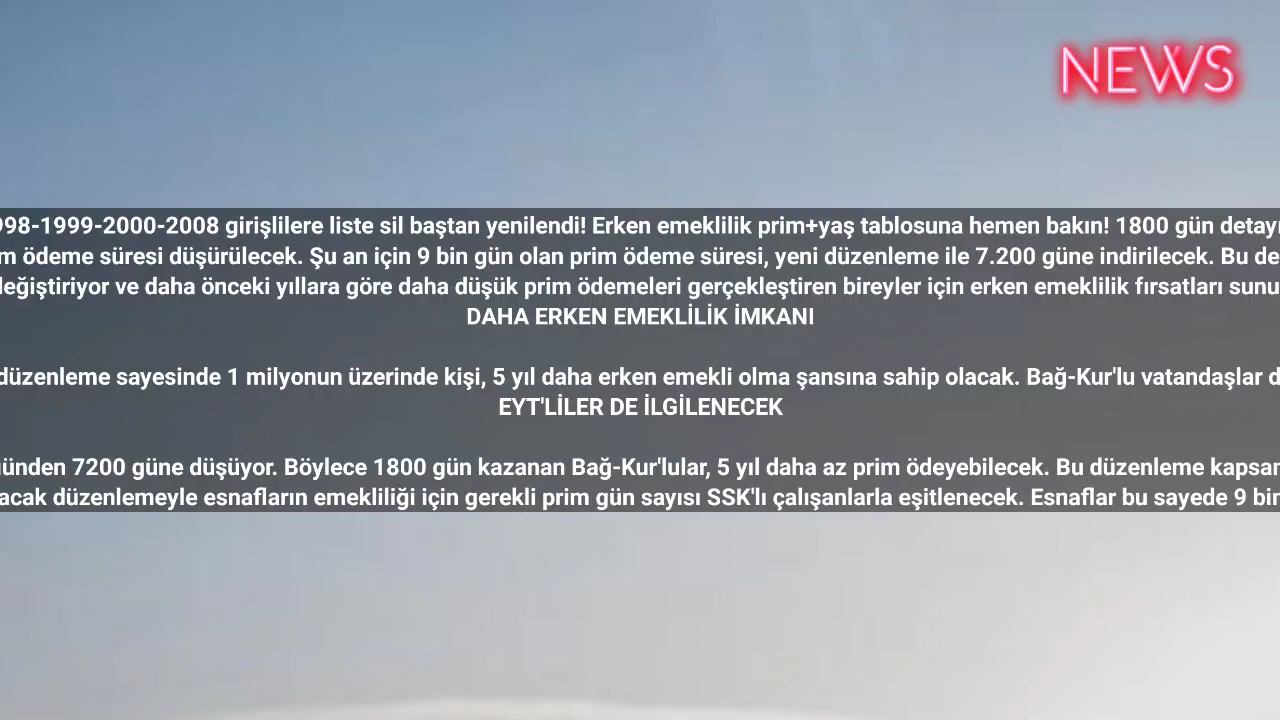 NEWS
998-1999-2000-2008 girişlilere liste sil baştan yenilendi! Erken emeklilik prim+yaş tablosuna hemen bakın! 1800 gün detayı
m ödeme süresi düşürülecek. Şu an için 9 bin gün olan prim ödeme süresi, yeni düzenleme ile 7.200 güne indirilecek. Bu de
değiştiriyor ve daha önceki yıllara göre daha düşük prim ödemeleri gerçekleştiren bireyler için erken emeklilik fırsatları sunu
DAHA ERKEN EMEKLİLİK İMKANI
düzenleme sayesinde 1 milyonun üzerinde kişi, 5 yıl daha erken emekli olma şansına sahip olacak. Bağ-Kur'lu vatandaşlar d
EYT'LİLER DE İLGİLENECEK
günden 7200 güne düşüyor. Böylece 1800 gün kazanan Bağ-Kur'lular, 5 yıl daha az prim ödeyebilecek. Bu düzenleme kapsam
acak düzenlemeyle esnafların emekliliği için gerekli prim gün sayısı SSK'lı çalışanlarla eşitlenecek. Esnaflar bu sayede 9 bin